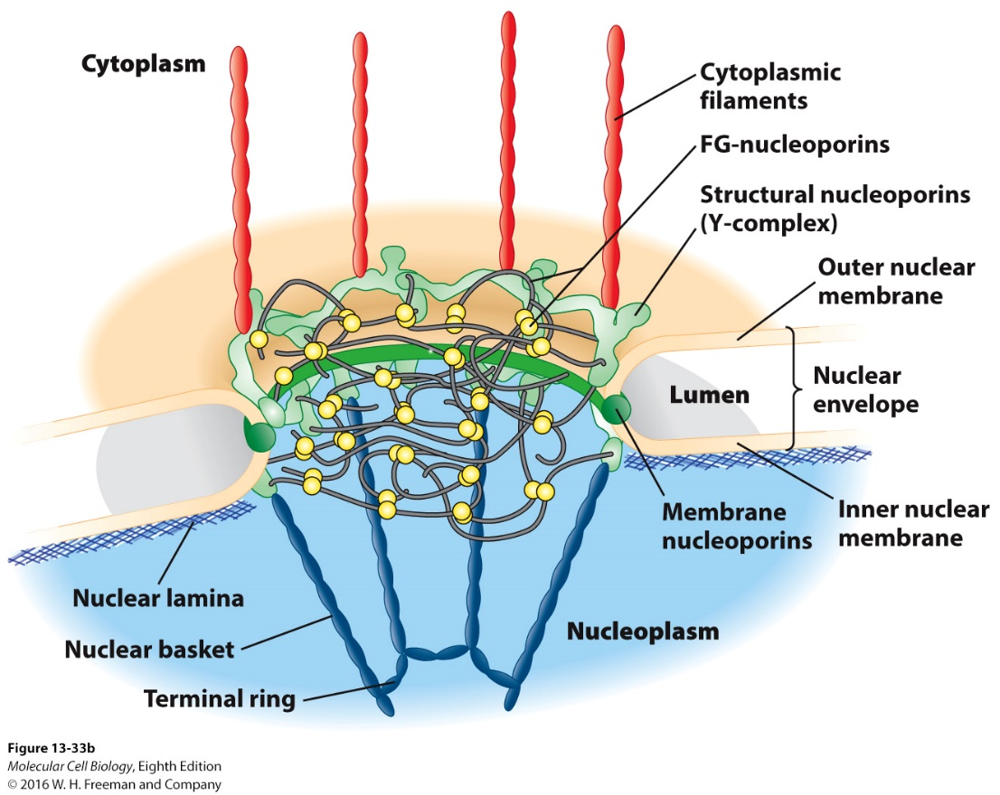 Cytoplasm
Cytoplasmic
filaments
FG-nucleoporins
Structural nucleoporins
(Y-complex)
Outer nuclear
membrane
Lumen
Nuclear
envelope
Membrane
nucleoporins
Inner nuclear
membrane
Nuclear lamina
Nuclear basket
Nucleoplasm
Terminal ring
Figure 13-33b
Molecular Cell Biology, Eighth Edition
© 2016 W. H. Freeman and Company